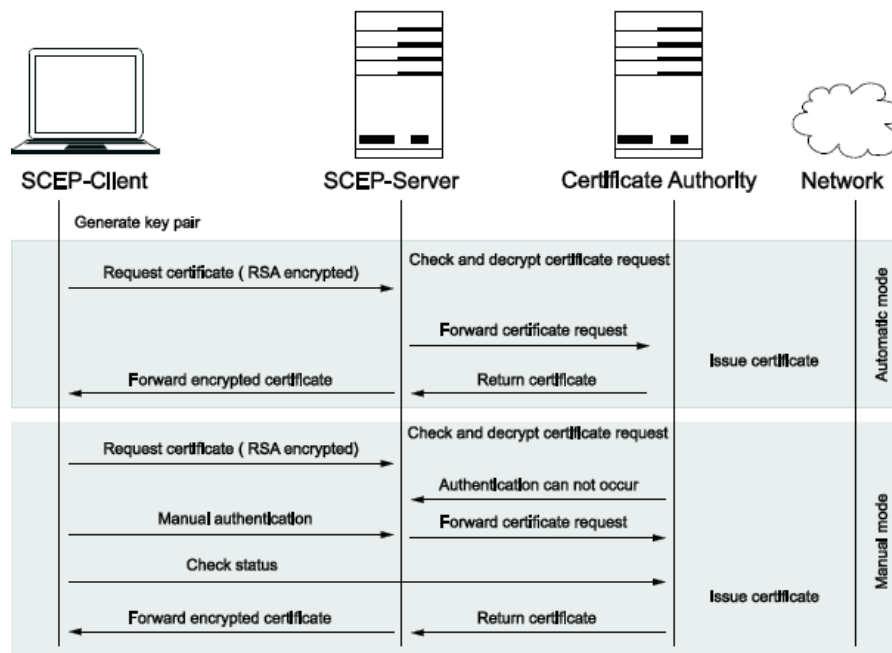 SCEP-Client
SCEP-Server
Certificate Authority
Network
Generate key pair
Request certificate ( RSA encrypted)
Check and decrypt certificate request
Forward certificate request
Issue certificate
Forward encrypted certificate
Return certificate
Automatic mode
Request certificate ( RSA encrypted)
Check and decrypt certificate request
Authentication can not occur
Manual authentication
Forward certificate request
Check status
Issue certificate
Forward encrypted certificate
Return certificate
Manual mode